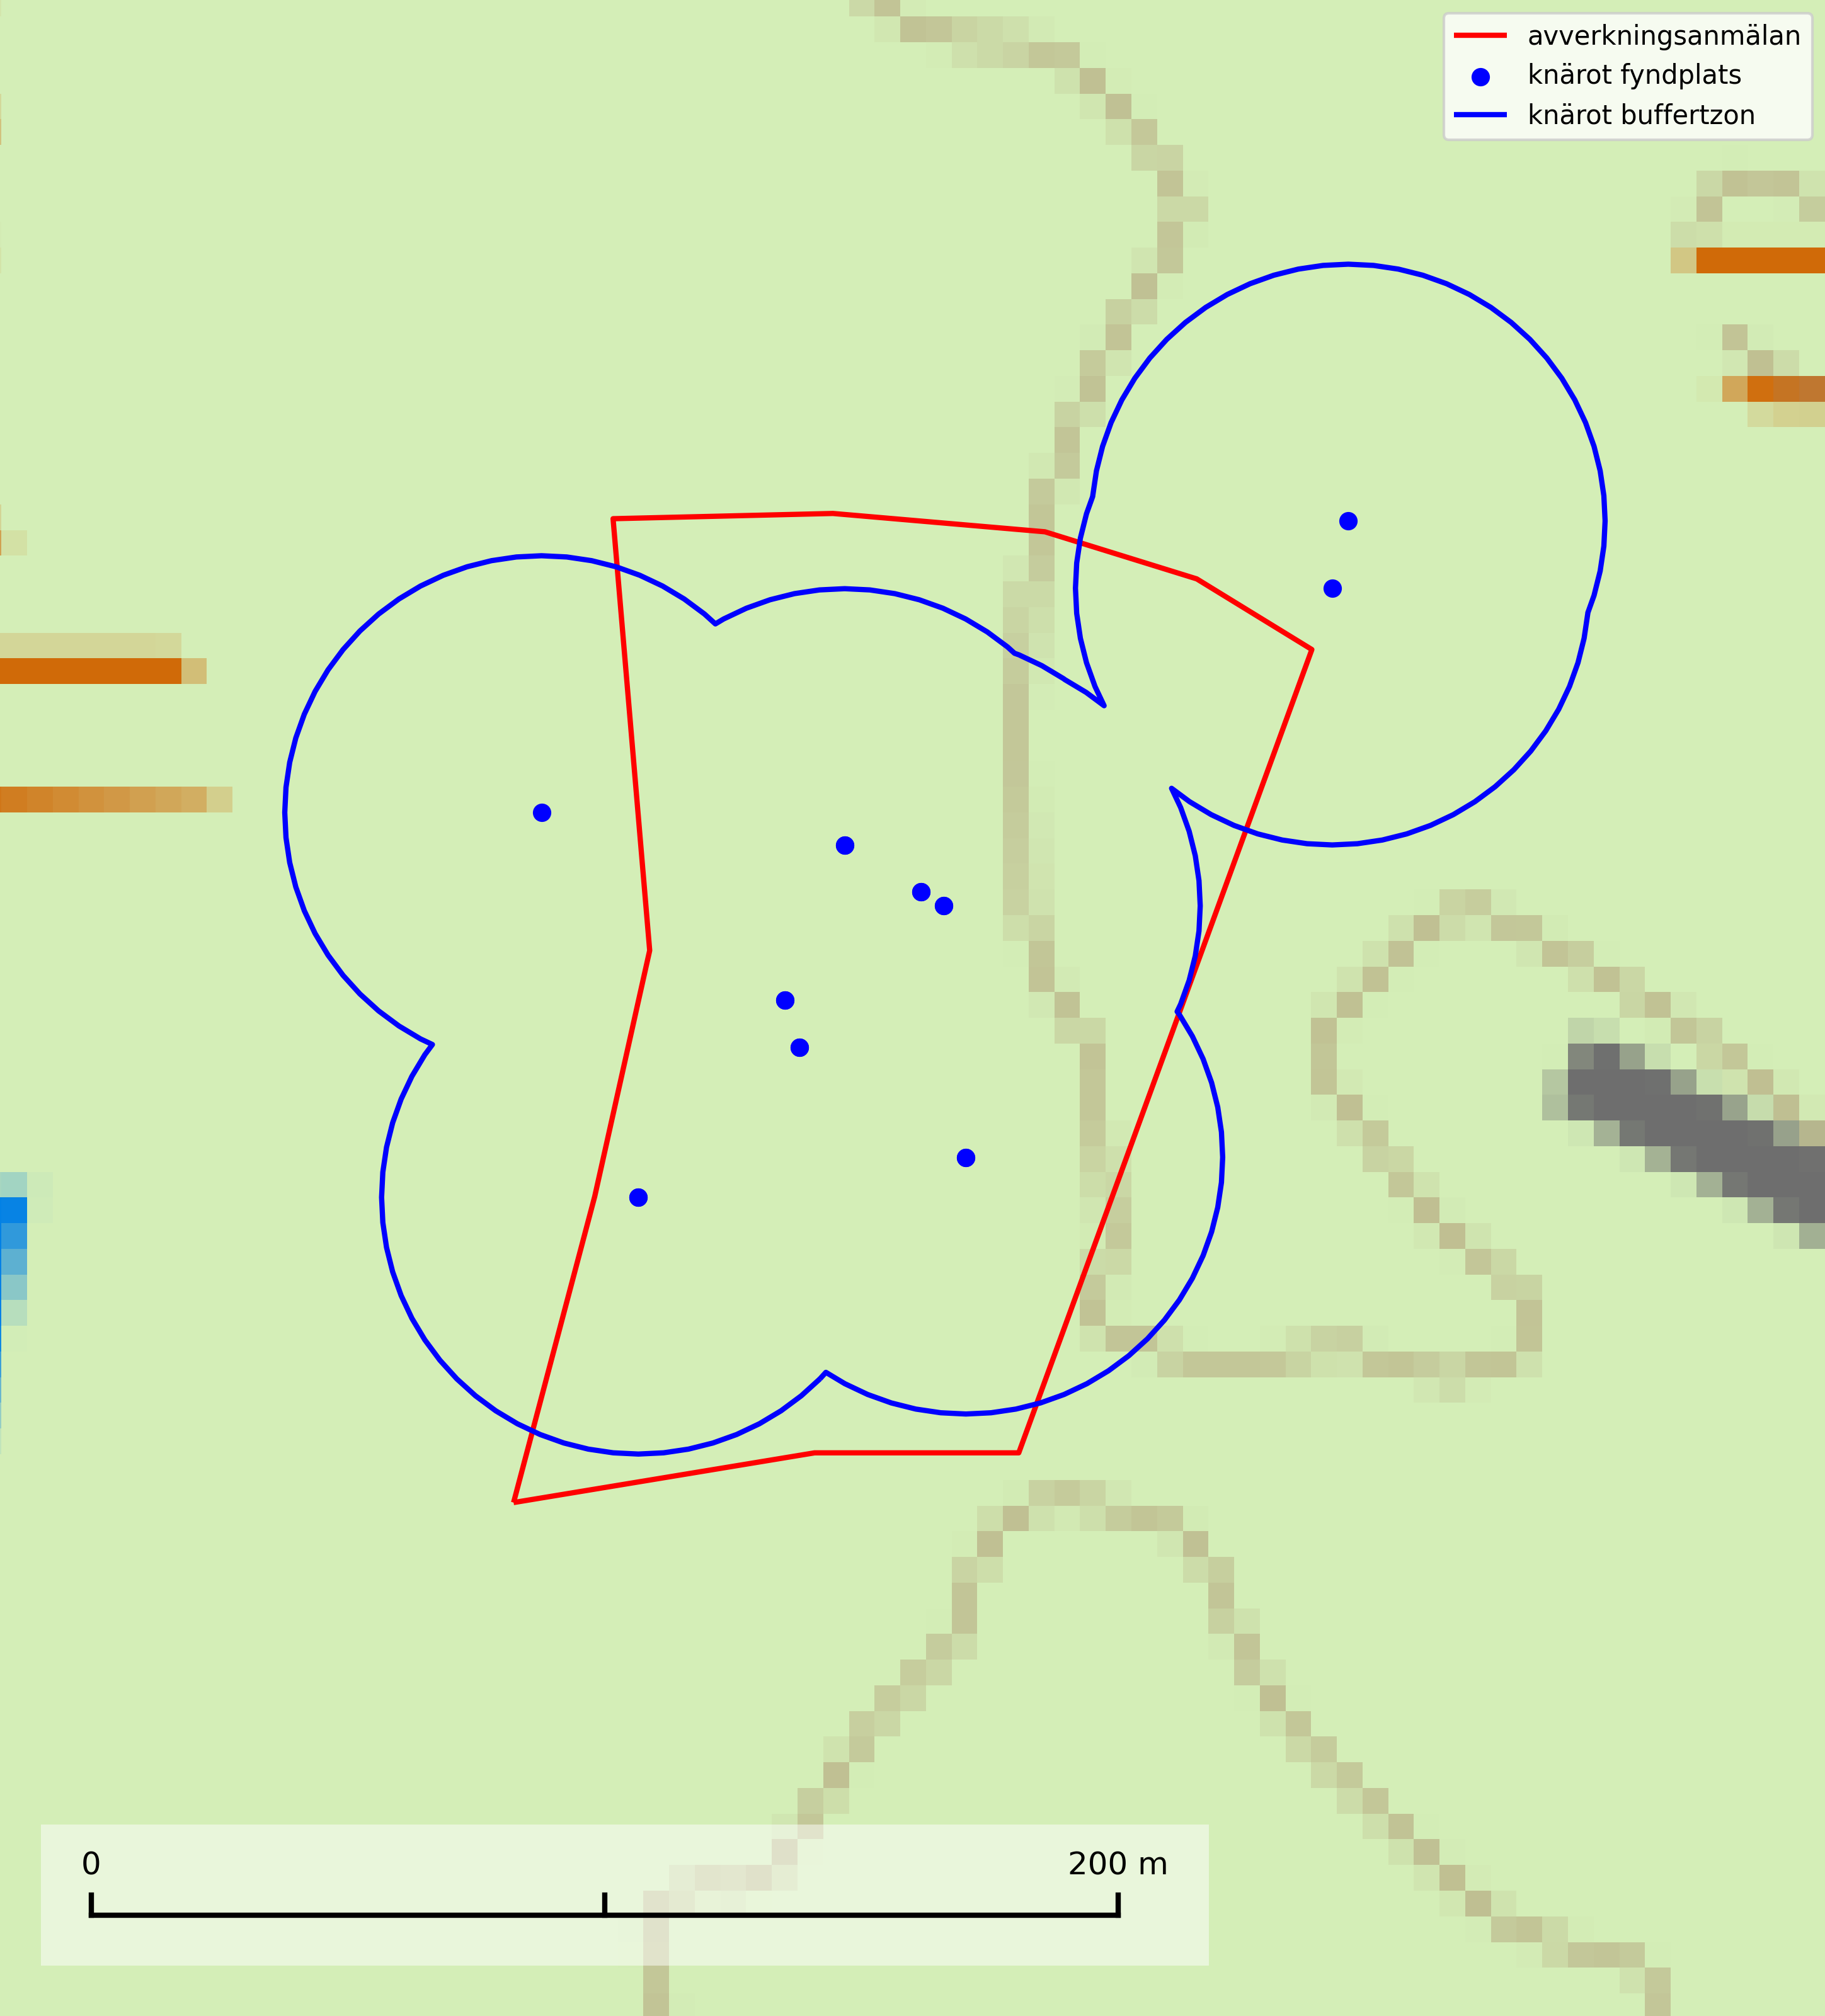 avverkningsanmälan
knärot fyndplats
knärot buffertzon
0 200 m